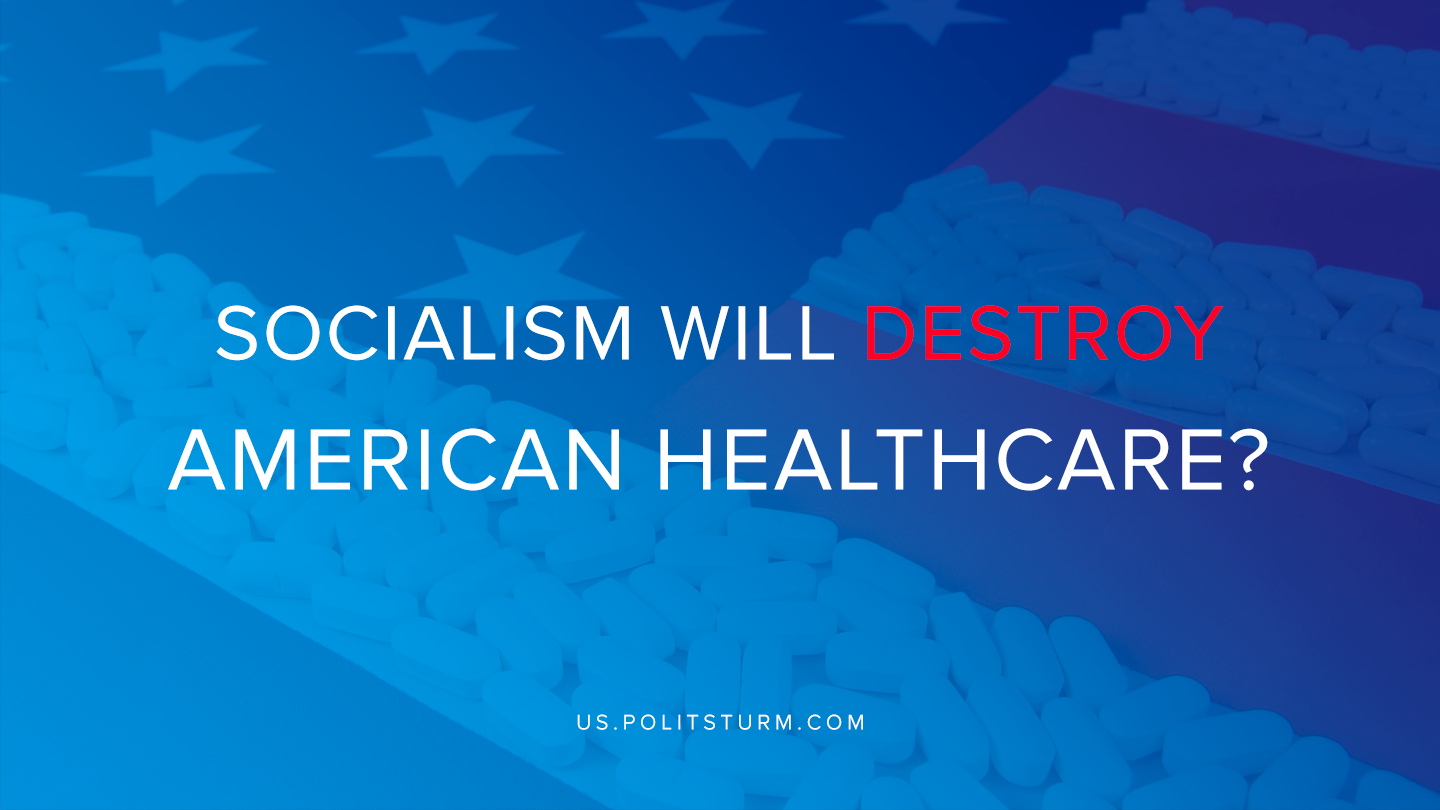 SOCIALISM WILL DESTROY
AMERICAN HEALTHCARE?
US.POLITSTURM.COM